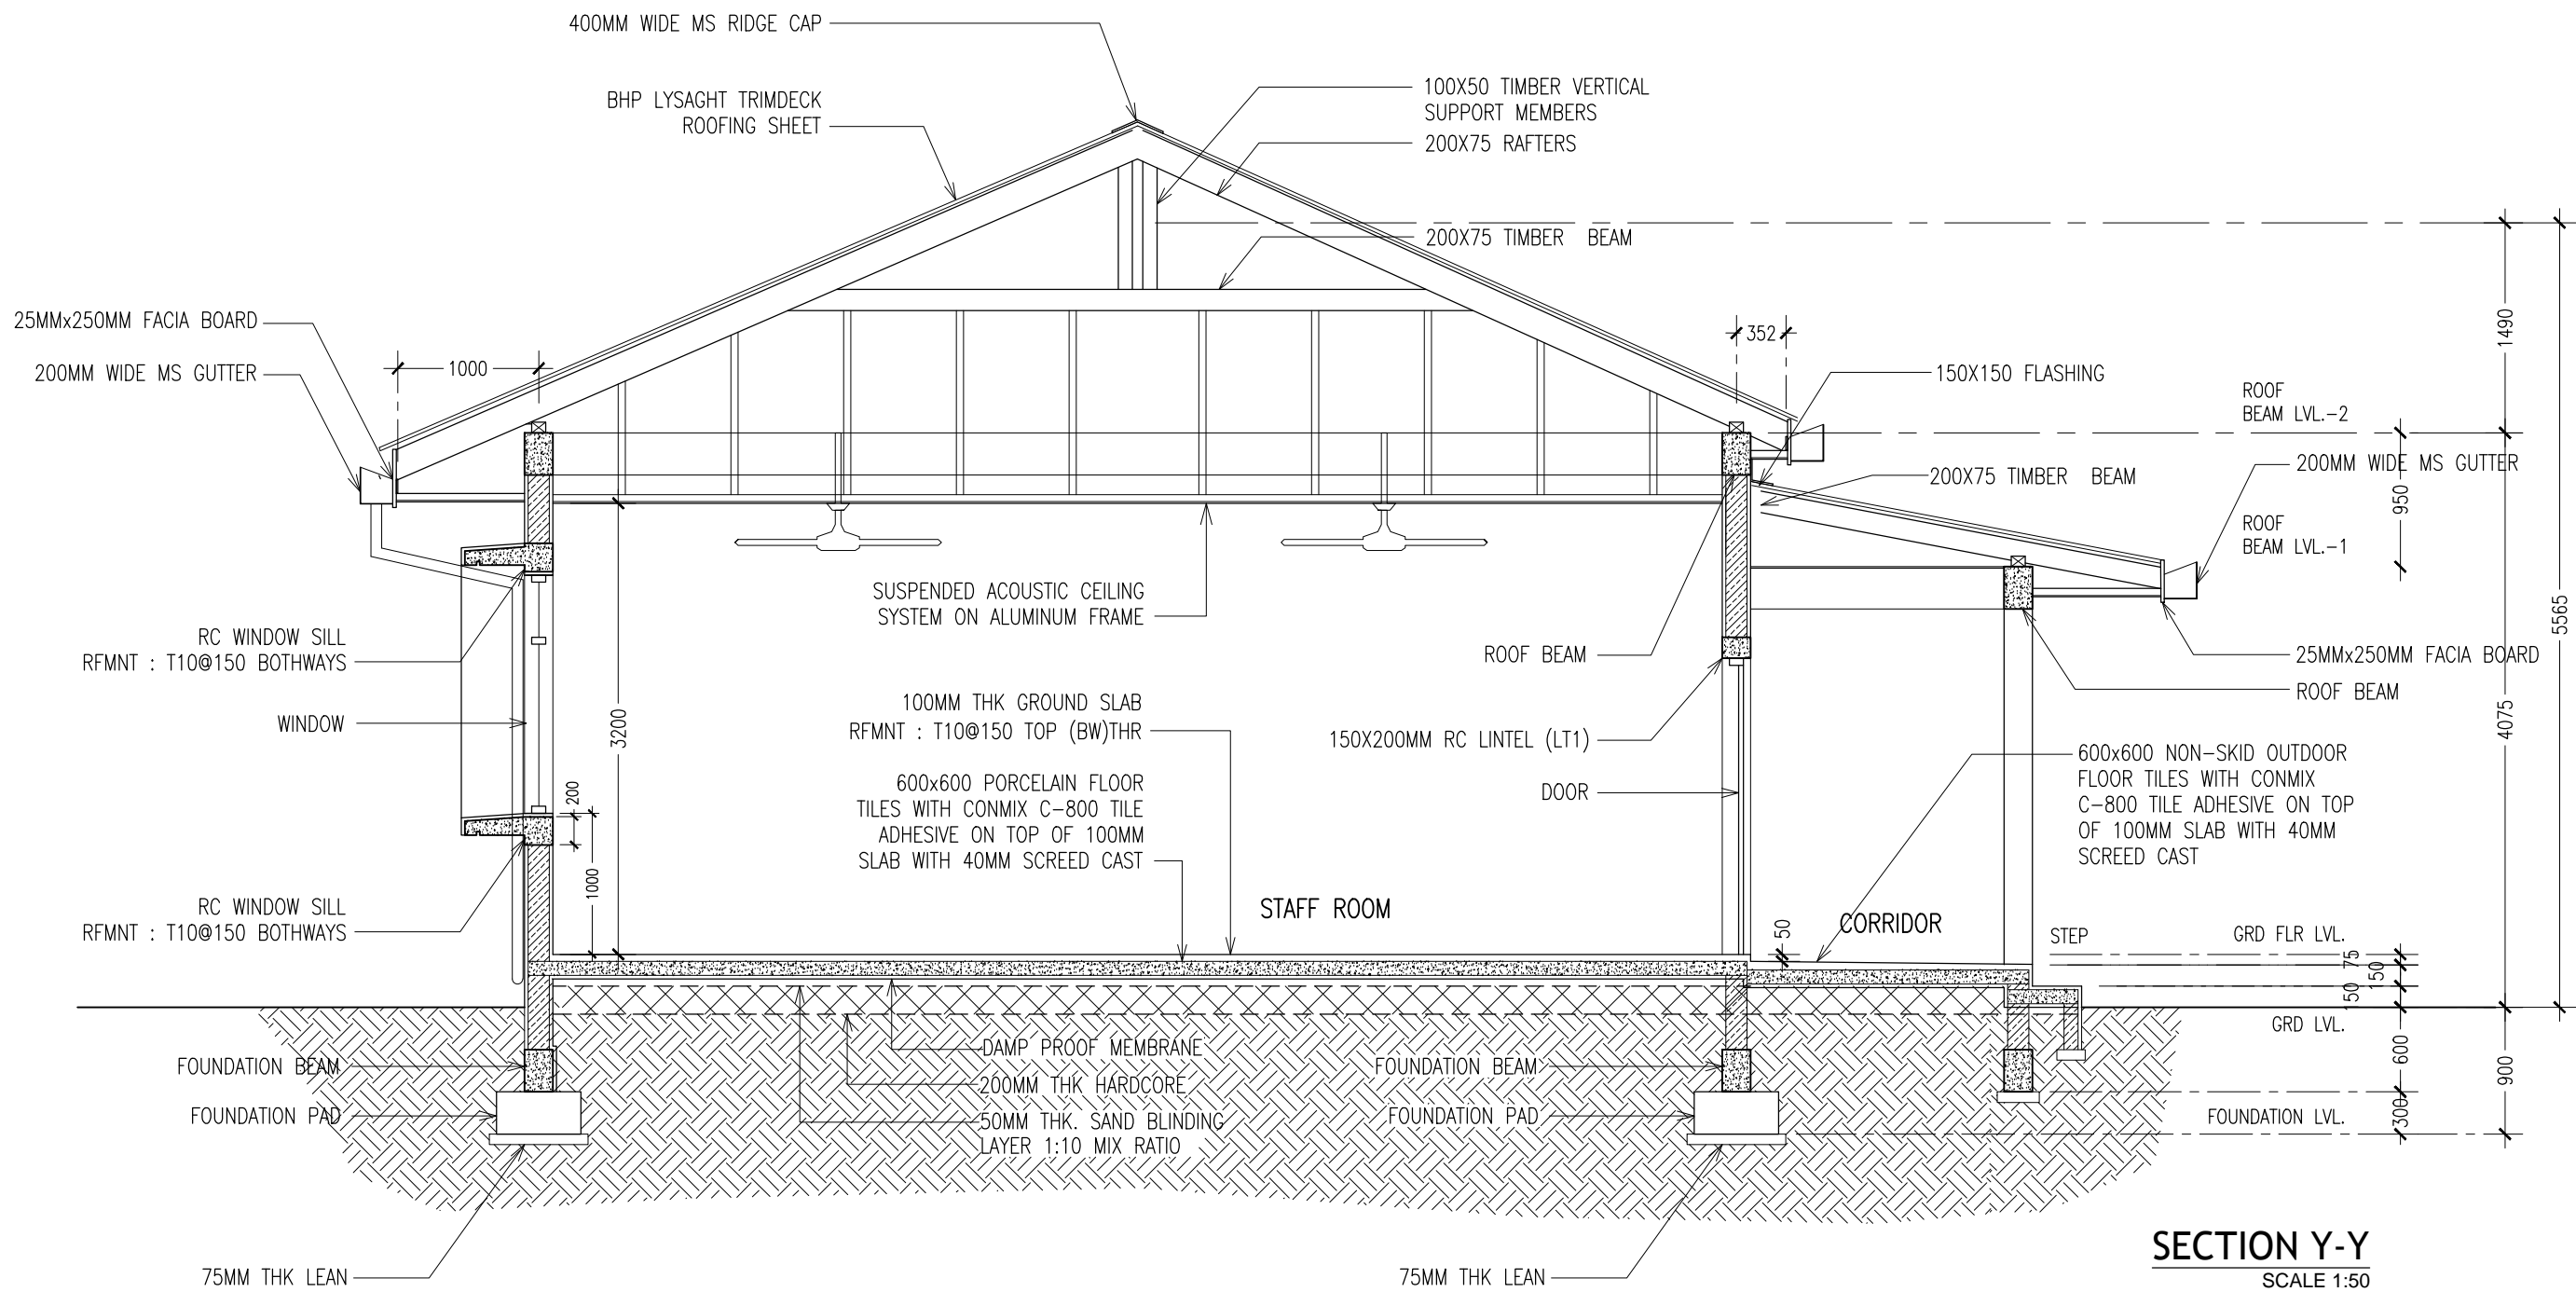 400MM WIDE MS RIDGE CAP
BHP LYSAGHT TRIMDECK
ROOFING SHEET
100X50 TIMBER VERTICAL
SUPPORT MEMBERS
200X75 RAFTERS
200X75 TIMBER BEAM
25MMx250MM FACIA BOARD
200MM WIDE MS GUTTER
1000
352
150X150 FLASHING
ROOF
BEAM LVL.-2
200MM WIDE MS GUTTER
200X75 TIMBER BEAM
ROOF
BEAM LVL.-1
1490
950
5565
4075
SUSPENDED ACOUSTIC CEILING
SYSTEM ON ALUMINUM FRAME
RC WINDOW SILL
RFMNT : T10@150 BOTHWAYS
WINDOW
ROOF BEAM
25MMx250MM FACIA BOARD
ROOF BEAM
3200
100MM THK GROUND SLAB
RFMNT : T10@150 TOP (BW)THR
150X200MM RC LINTEL (LT1)
DOOR
600x600 PORCELAIN FLOOR
TILES WITH CONMIX C-800 TILE
ADHESIVE ON TOP OF 100MM
SLAB WITH 40MM SCREED CAST
600x600 NON-SKID OUTDOOR
FLOOR TILES WITH CONMIX
C-800 TILE ADHESIVE ON TOP
OF 100MM SLAB WITH 40MM
SCREED CAST
200
1000
RC WINDOW SILL
RFMNT : T10@150 BOTHWAYS
STAFF ROOM
50
CORRIDOR
STEP
GRD FLR LVL.
75
150
150
GRD LVL.
600
900
300
FOUNDATION LVL.
DAMP PROOF MEMBRANE
200MM THK HARDCORE
50MM THK. SAND BLINDING
LAYER 1:10 MIX RATIO
FOUNDATION BEAM
FOUNDATION PAD
FOUNDATION BEAM
FOUNDATION PAD
75MM THK LEAN
75MM THK LEAN
SECTION Y-Y
SCALE 1:50